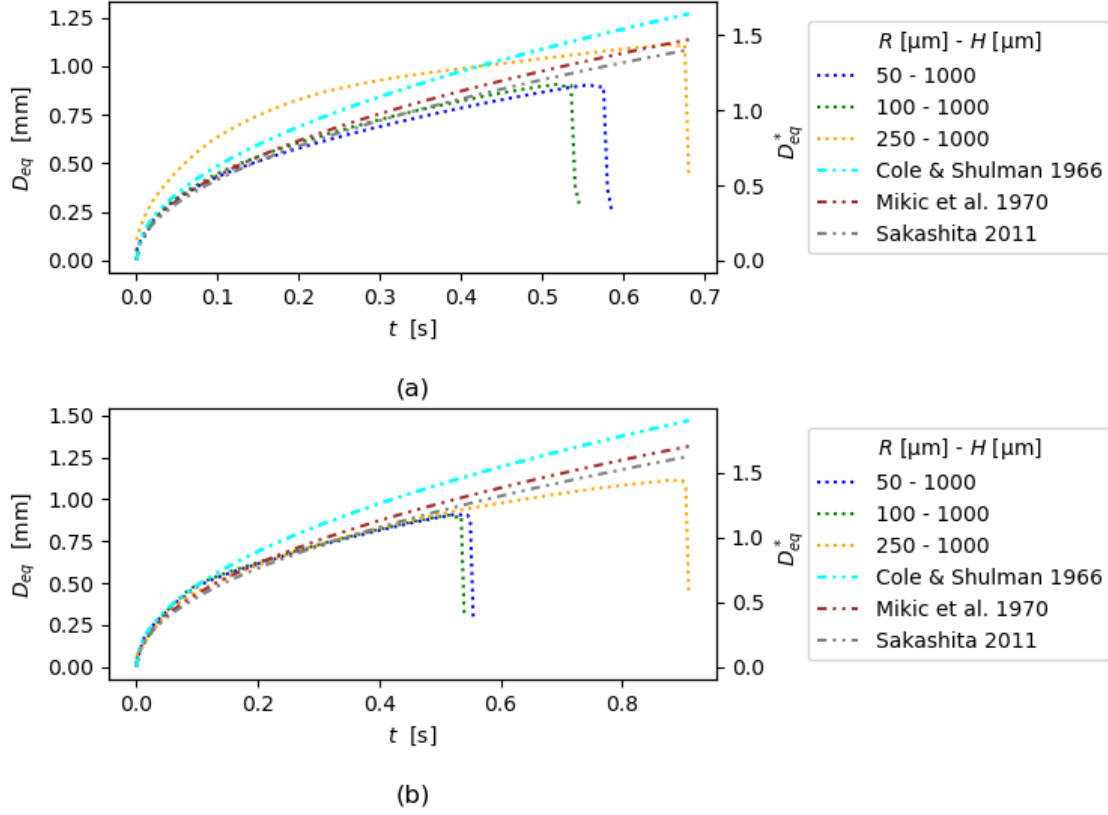 1.25
1.00
0.75
0.50
0.25
0.00
D_eq [mm]
0.0 0.1 0.2 0.3 0.4 0.5 0.6 0.7
t [s]
1.5
1.0
0.5
0.0
D*_eq
R [μm] - H [μm]
50 - 1000
100 - 1000
250 - 1000
Cole & Shulman 1966
Mikic et al. 1970
Sakashita 2011
(a)
1.50
1.25
1.00
0.75
0.50
0.25
0.00
D_eq [mm]
0.0 0.2 0.4 0.6 0.8
t [s]
1.5
1.0
0.5
0.0
D*_eq
R [μm] - H [μm]
50 - 1000
100 - 1000
250 - 1000
Cole & Shulman 1966
Mikic et al. 1970
Sakashita 2011
(b)